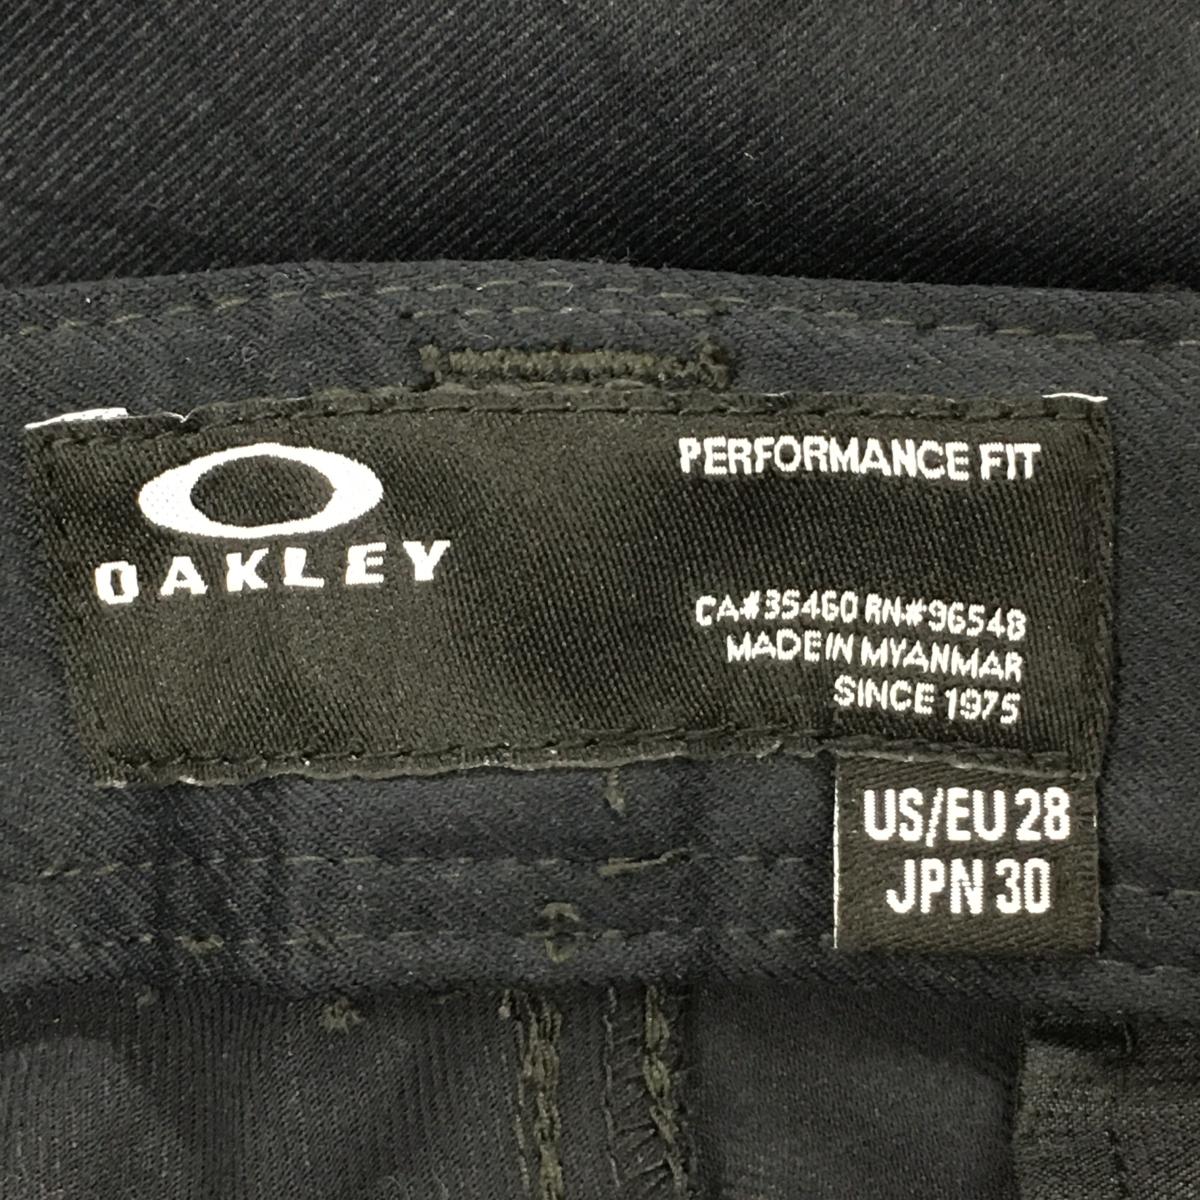 OAKLEY
PERFORMANCE FIT
CA#35460 RN#96548
MADE IN MYANMAR
SINCE 1975
US/EU 28
JPN 30